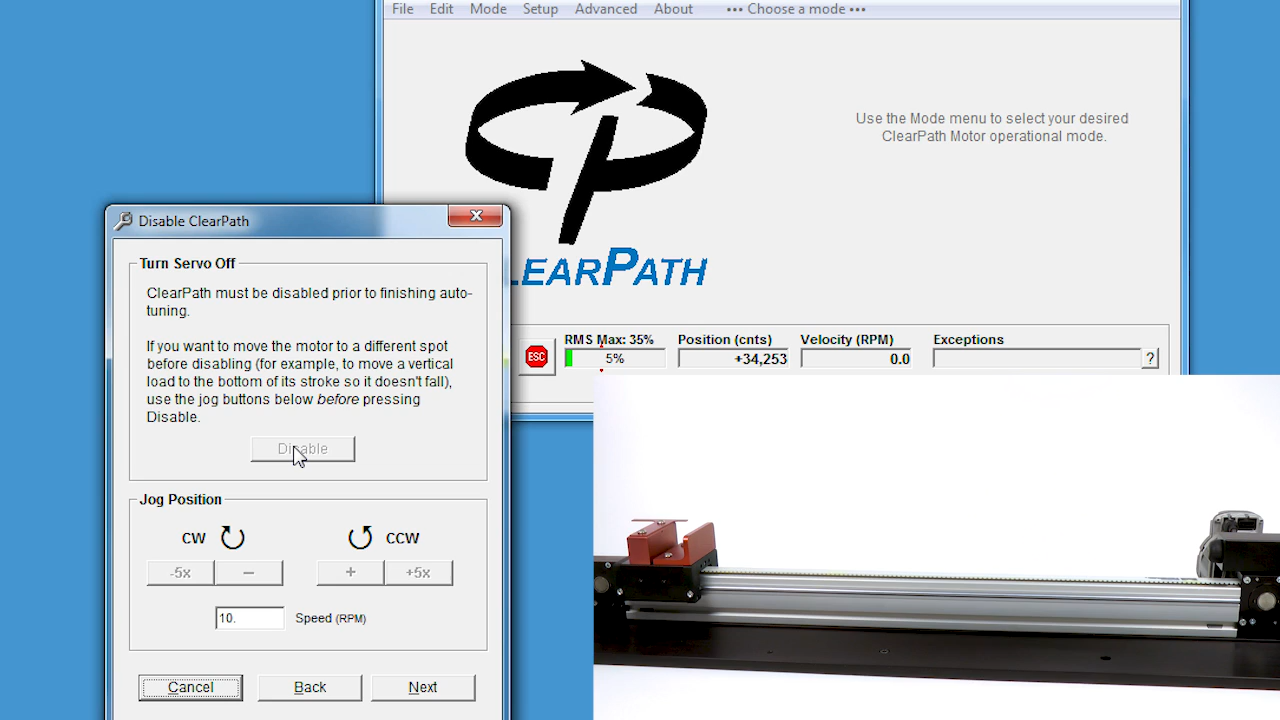 File Edit Mode Setup Advanced About ••• Choose a mode •••
Use the Mode menu to select your desired
ClearPath Motor operational mode.
LEARPATH
ESC
RMS Max: 35% Position (cnts) Velocity (RPM) Exceptions
5% +34,253 0.0 ?
Disable ClearPath
Turn Servo Off
ClearPath must be disabled prior to finishing auto-
tuning.
If you want to move the motor to a different spot
before disabling (for example, to move a vertical
load to the bottom of its stroke so it doesn't fall),
use the jog buttons below before pressing
Disable.
Disable
Jog Position
CW CCW
-5x – + +5x
10. Speed (RPM)
Cancel Back Next